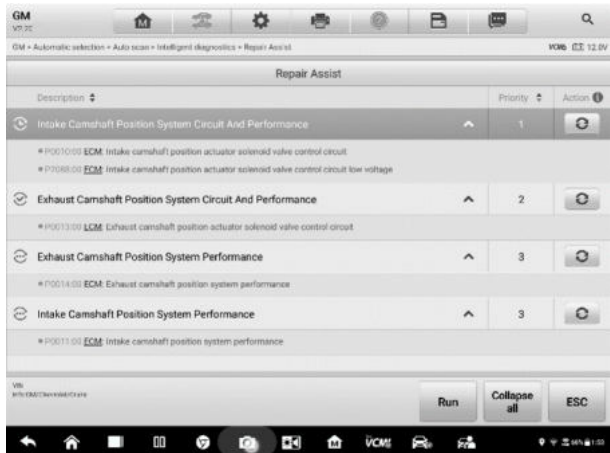 GM
GM > Automatic selection > Auto scan > Intelligent diagnostics > Repair Assist
VCMI 12.0V
Repair Assist
Description Priority Action
Intake Camshaft Position System Circuit And Performance 1
P0010:00 ECM: Intake camshaft position actuator solenoid valve control circuit
ECM: Intake camshaft position actuator solenoid valve control circuit low voltage
Exhaust Camshaft Position System Circuit And Performance 2
P0013:00 ECM: Exhaust camshaft position actuator solenoid valve control circuit
Exhaust Camshaft Position System Performance 3
P0014:00 ECM: Exhaust camshaft position system performance
Intake Camshaft Position System Performance 3
P0011:00 ECM: Intake camshaft position system performance
VIN
Run Collapse all ESC
VCMI